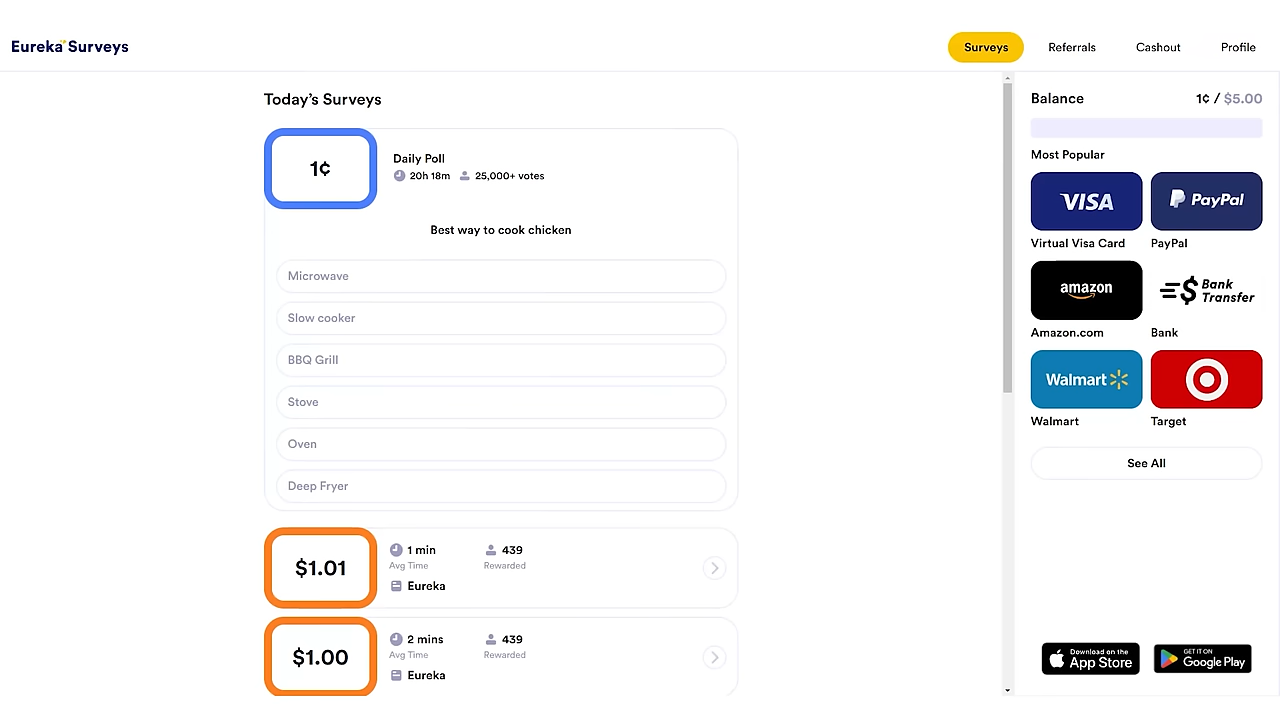 Eureka Surveys
Surveys
Referrals
Cashout
Profile
Today's Surveys
1¢
Daily Poll
20h 18m
25,000+ votes
Best way to cook chicken
Microwave
Slow cooker
BBQ Grill
Stove
Oven
Deep Fryer
$1.01
1 min
Avg Time
439
Rewarded
Eureka
$1.00
2 mins
Avg Time
439
Rewarded
Eureka
Balance
1¢ / $5.00
Most Popular
VISA
PayPal
Virtual Visa Card
PayPal
amazon
Bank
Transfer
Amazon.com
Bank
Walmart
Walmart
Target
See All
Download on the
App Store
GET IT ON
Google Play